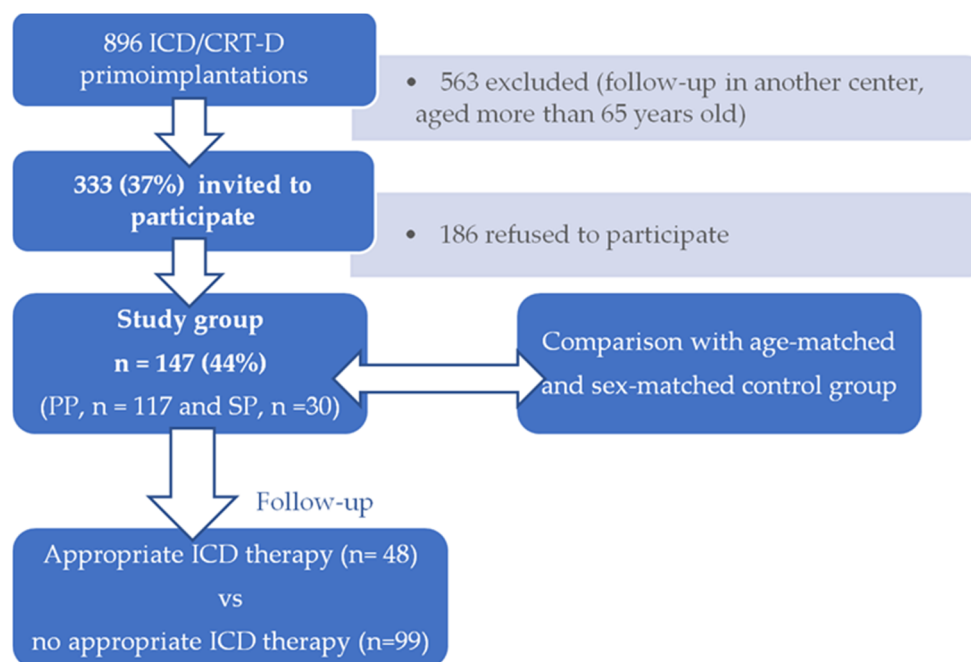 896 ICD/CRT-D
primoimplantations
• 563 excluded (follow-up in another center,
aged more than 65 years old)
333 (37%) invited to
participate
• 186 refused to participate
Study group
n = 147 (44%)
(PP, n = 117 and SP, n =30)
Comparison with age-matched
and sex-matched control group
Follow-up
Appropriate ICD therapy (n= 48)
vs
no appropriate ICD therapy (n=99)